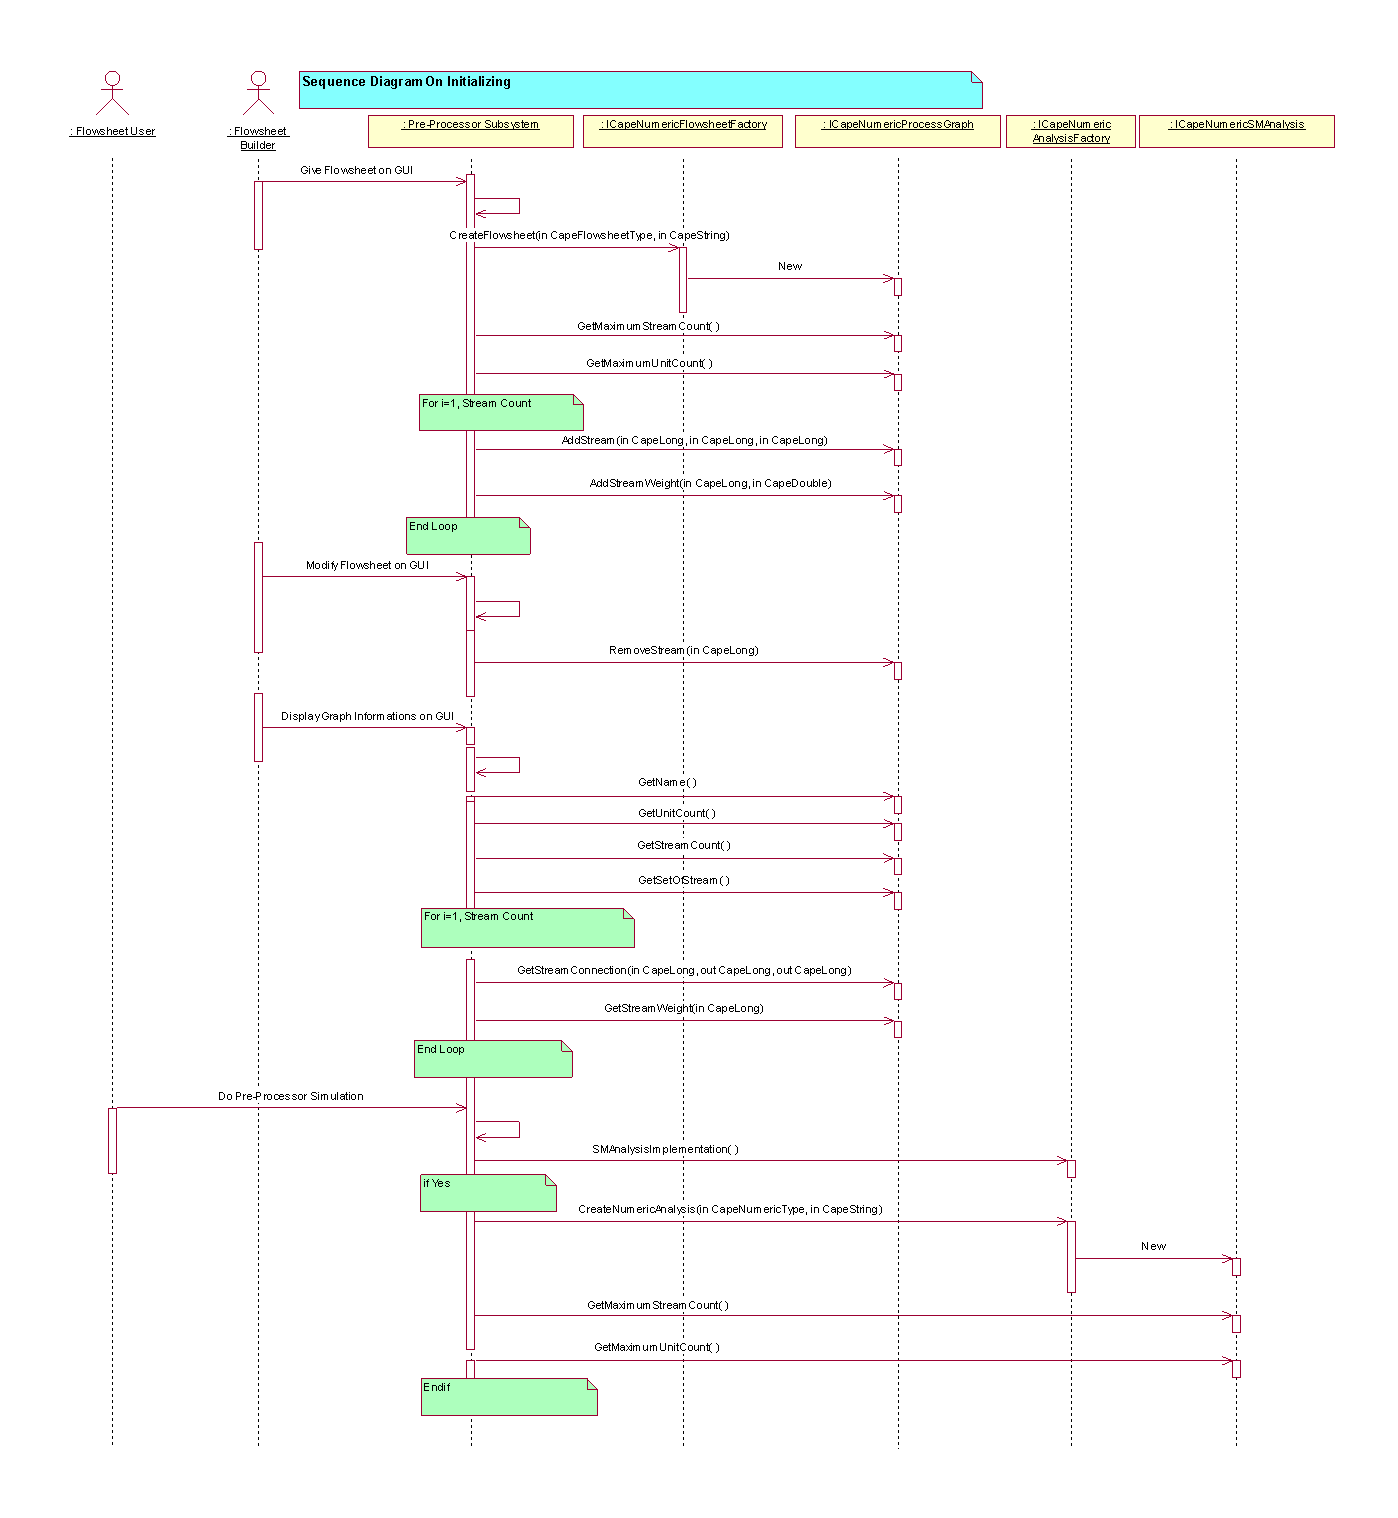 Sequence Diagram On Initializing
: Flowsheet User
: Flowsheet
Builder
: Pre-Processor Subsystem
: ICapeNumericFlowsheetFactory
: ICapeNumericProcessGraph
: ICapeNumeric
AnalysisFactory
: ICapeNumericSMAnalysis
Give Flowsheet on GUI
CreateFlowsheet(in CapeFlowsheetType, in CapeString)
New
GetMaximumStreamCount( )
GetMaximumUnitCount( )
For i=1, Stream Count
AddStream(in CapeLong, in CapeLong, in CapeLong)
AddStreamWeight(in CapeLong, in CapeDouble)
End Loop
Modify Flowsheet on GUI
RemoveStream(in CapeLong)
Display Graph Informations on GUI
GetName( )
GetUnitCount( )
GetStreamCount( )
GetSetOfStream( )
For i=1, Stream Count
GetStreamConnection(in CapeLong, out CapeLong, out CapeLong)
GetStreamWeight(in CapeLong)
End Loop
Do Pre-Processor Simulation
SMAnalysisImplementation( )
if Yes
CreateNumericAnalysis(in CapeNumericType, in CapeString)
New
GetMaximumStreamCount( )
GetMaximumUnitCount( )
Endif